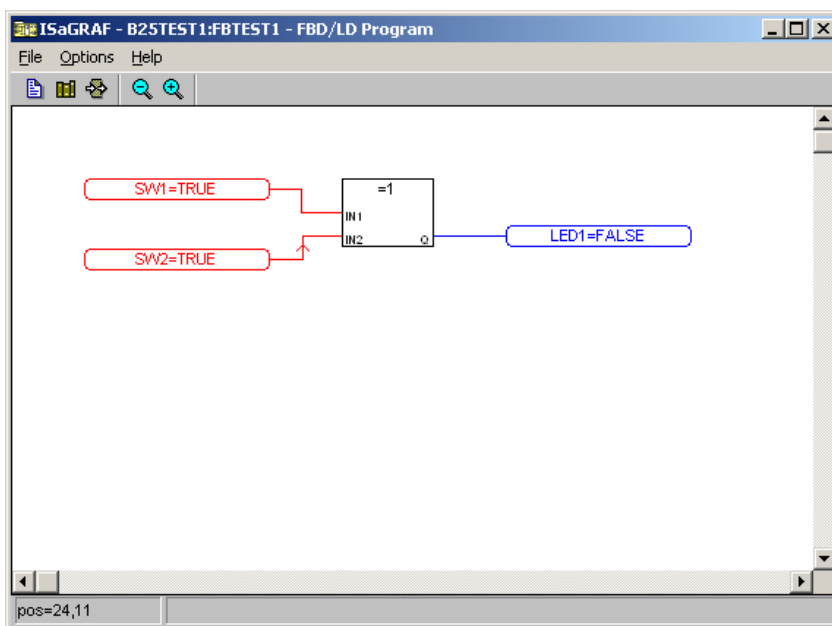 ISaGRAF - B25TEST1:FBTEST1 - FBD/LD Program
File Options Help
SW1=TRUE
=1
IN1
IN2 Q
LED1=FALSE
SW2=TRUE
pos=24,11